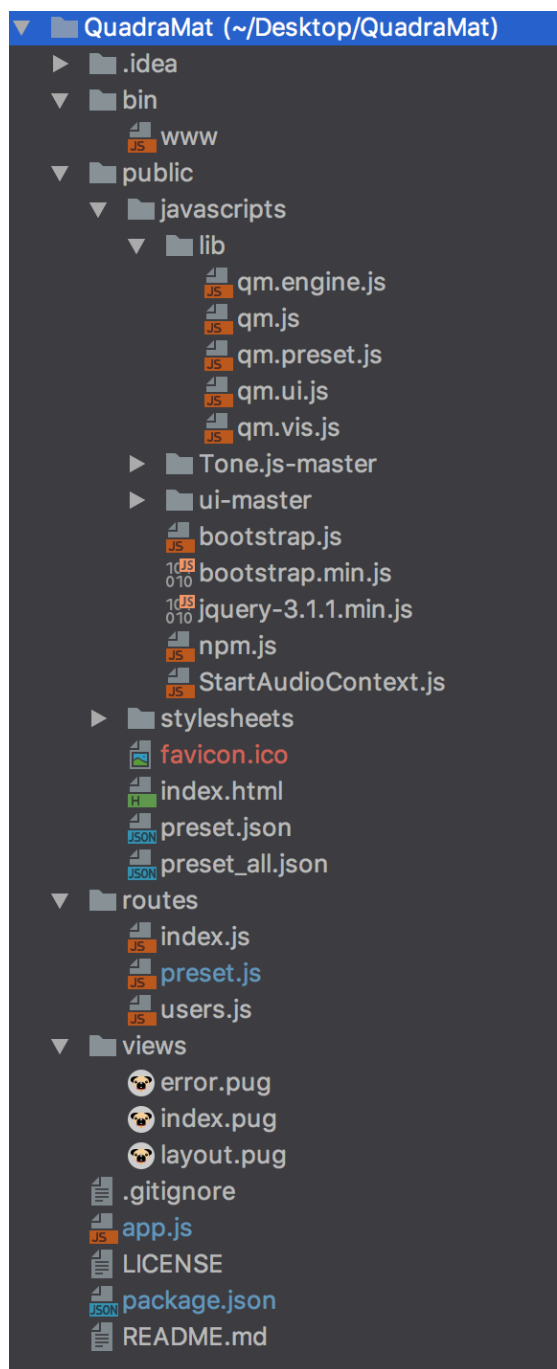 QuadraMat (~/Desktop/QuadraMat)
.idea
bin
www
public
javascripts
lib
qm.engine.js
qm.js
qm.preset.js
qm.ui.js
qm.vis.js
Tone.js-master
ui-master
bootstrap.js
bootstrap.min.js
jquery-3.1.1.min.js
npm.js
StartAudioContext.js
stylesheets
favicon.ico
index.html
preset.json
preset_all.json
routes
index.js
preset.js
users.js
views
error.pug
index.pug
layout.pug
.gitignore
app.js
LICENSE
package.json
README.md